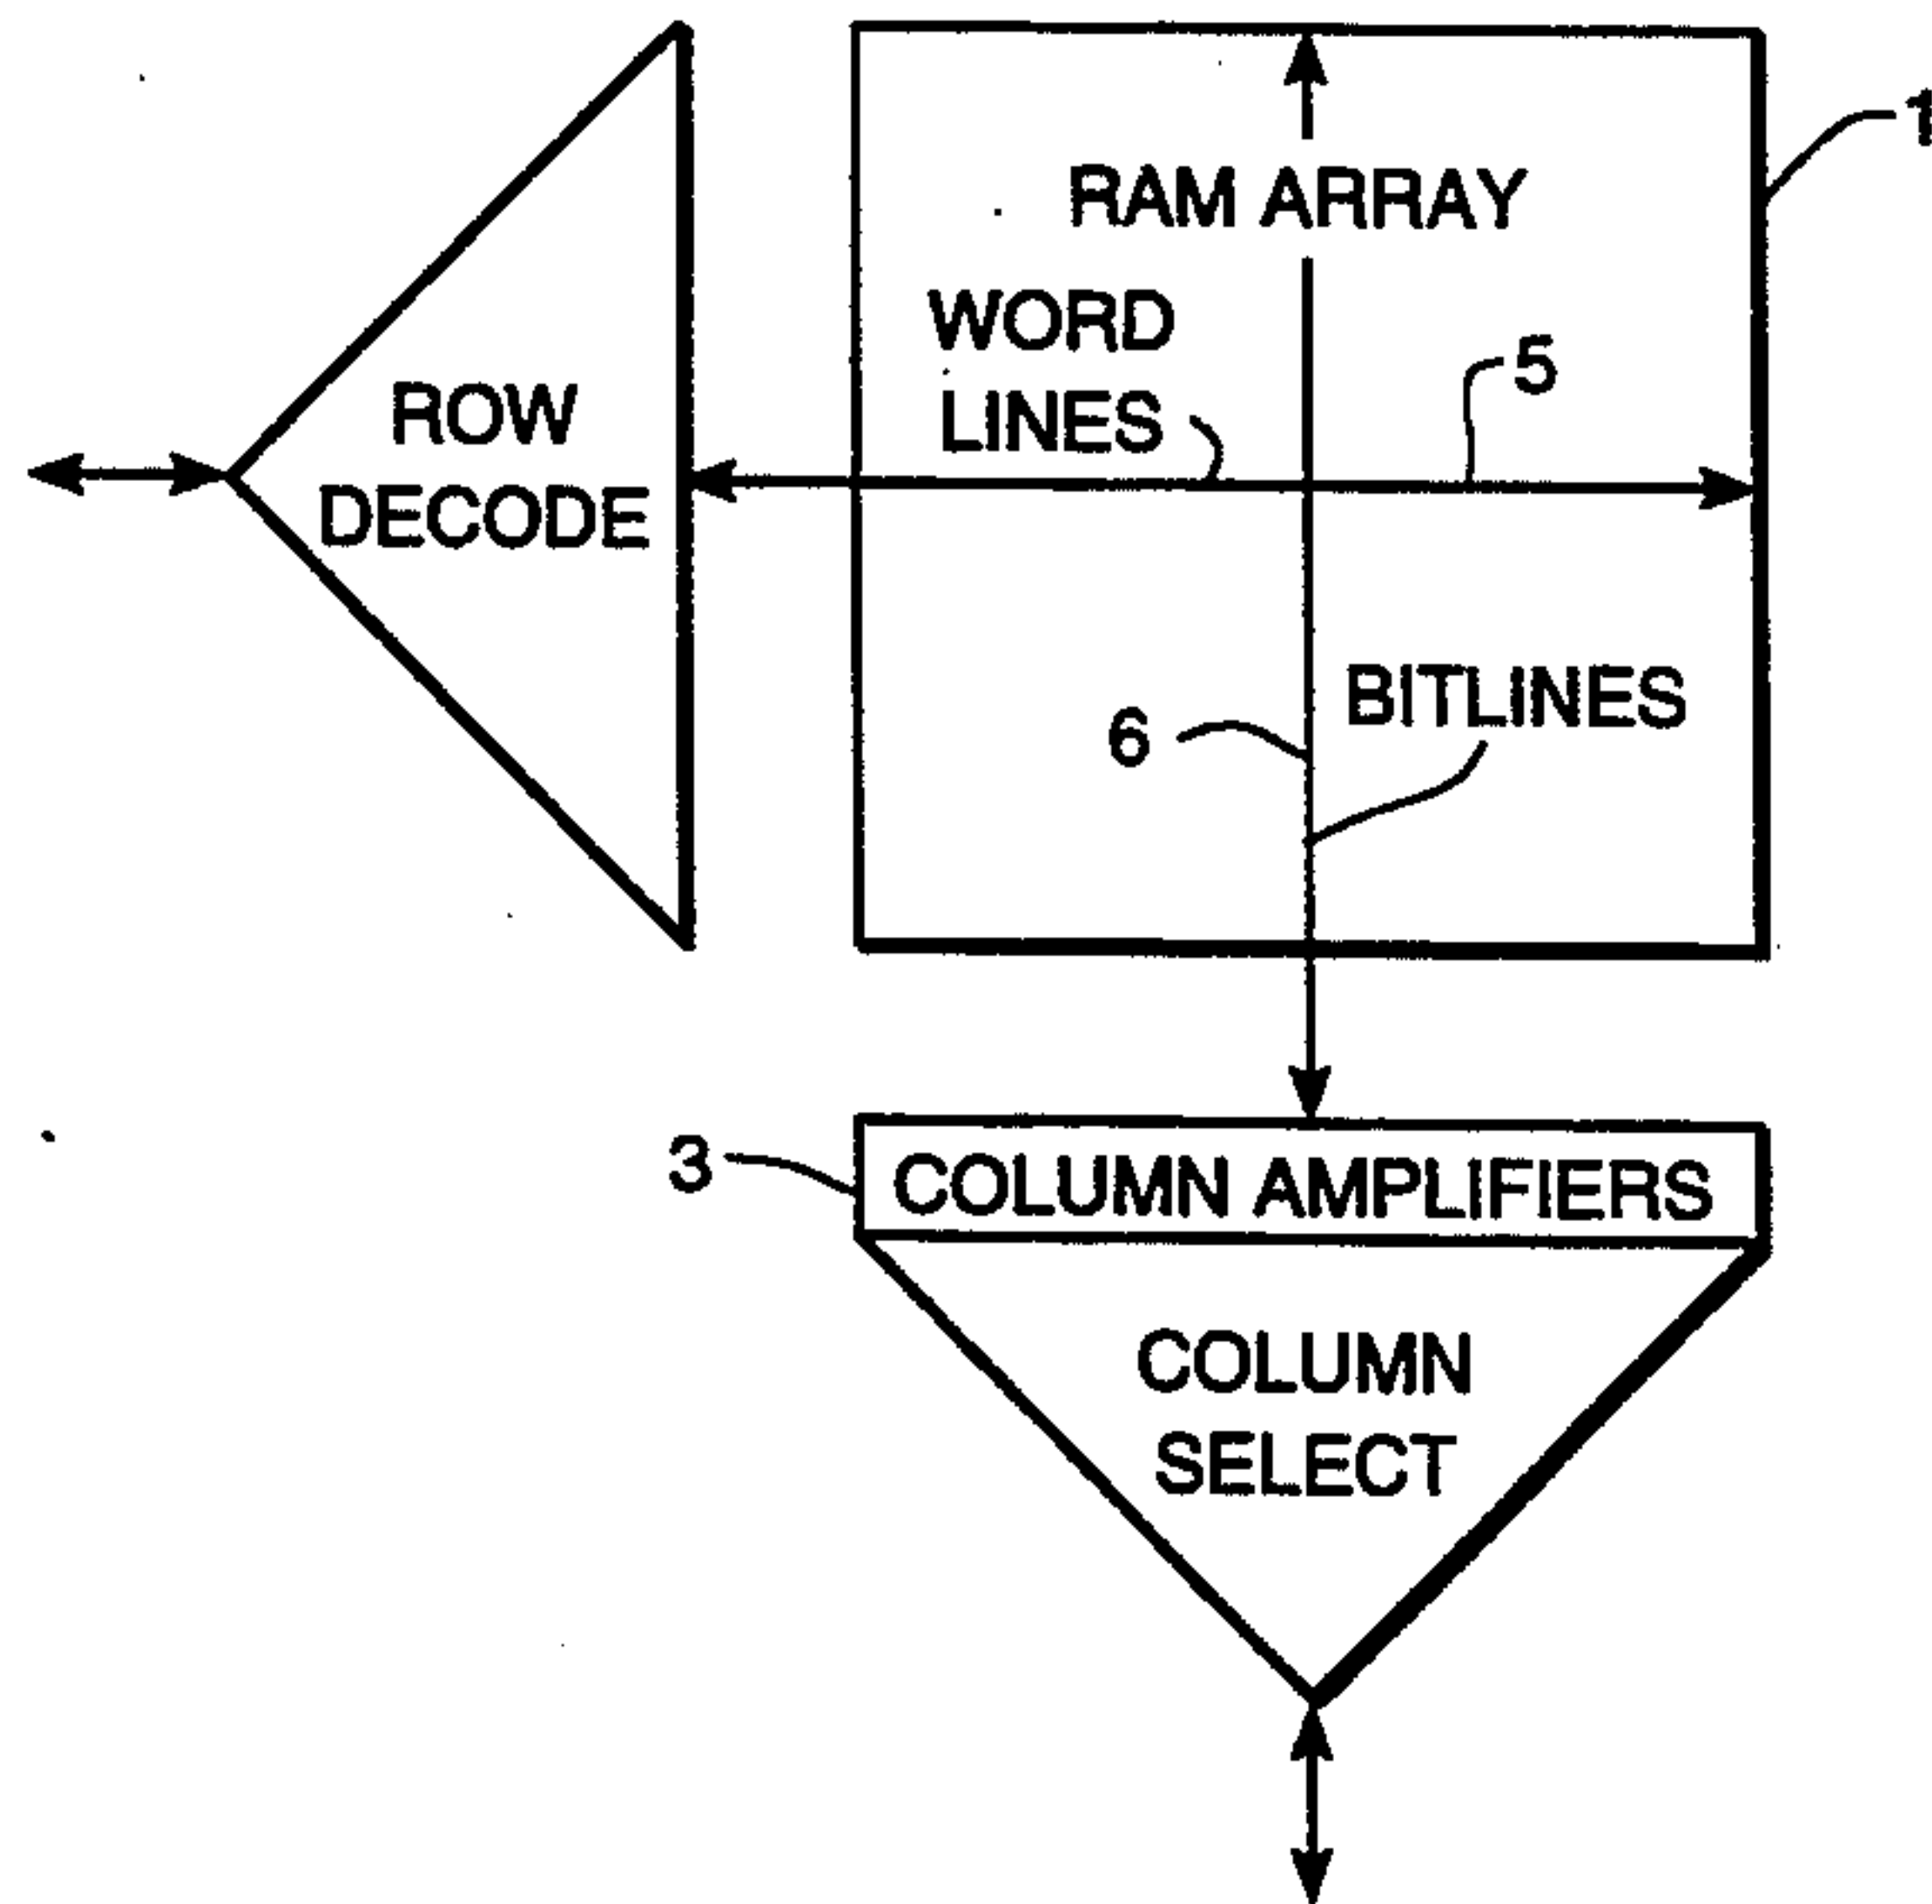 1
RAM ARRAY
WORD
LINES
5
ROW
DECODE
BITLINES
6
3
COLUMN AMPLIFIERS
COLUMN
SELECT